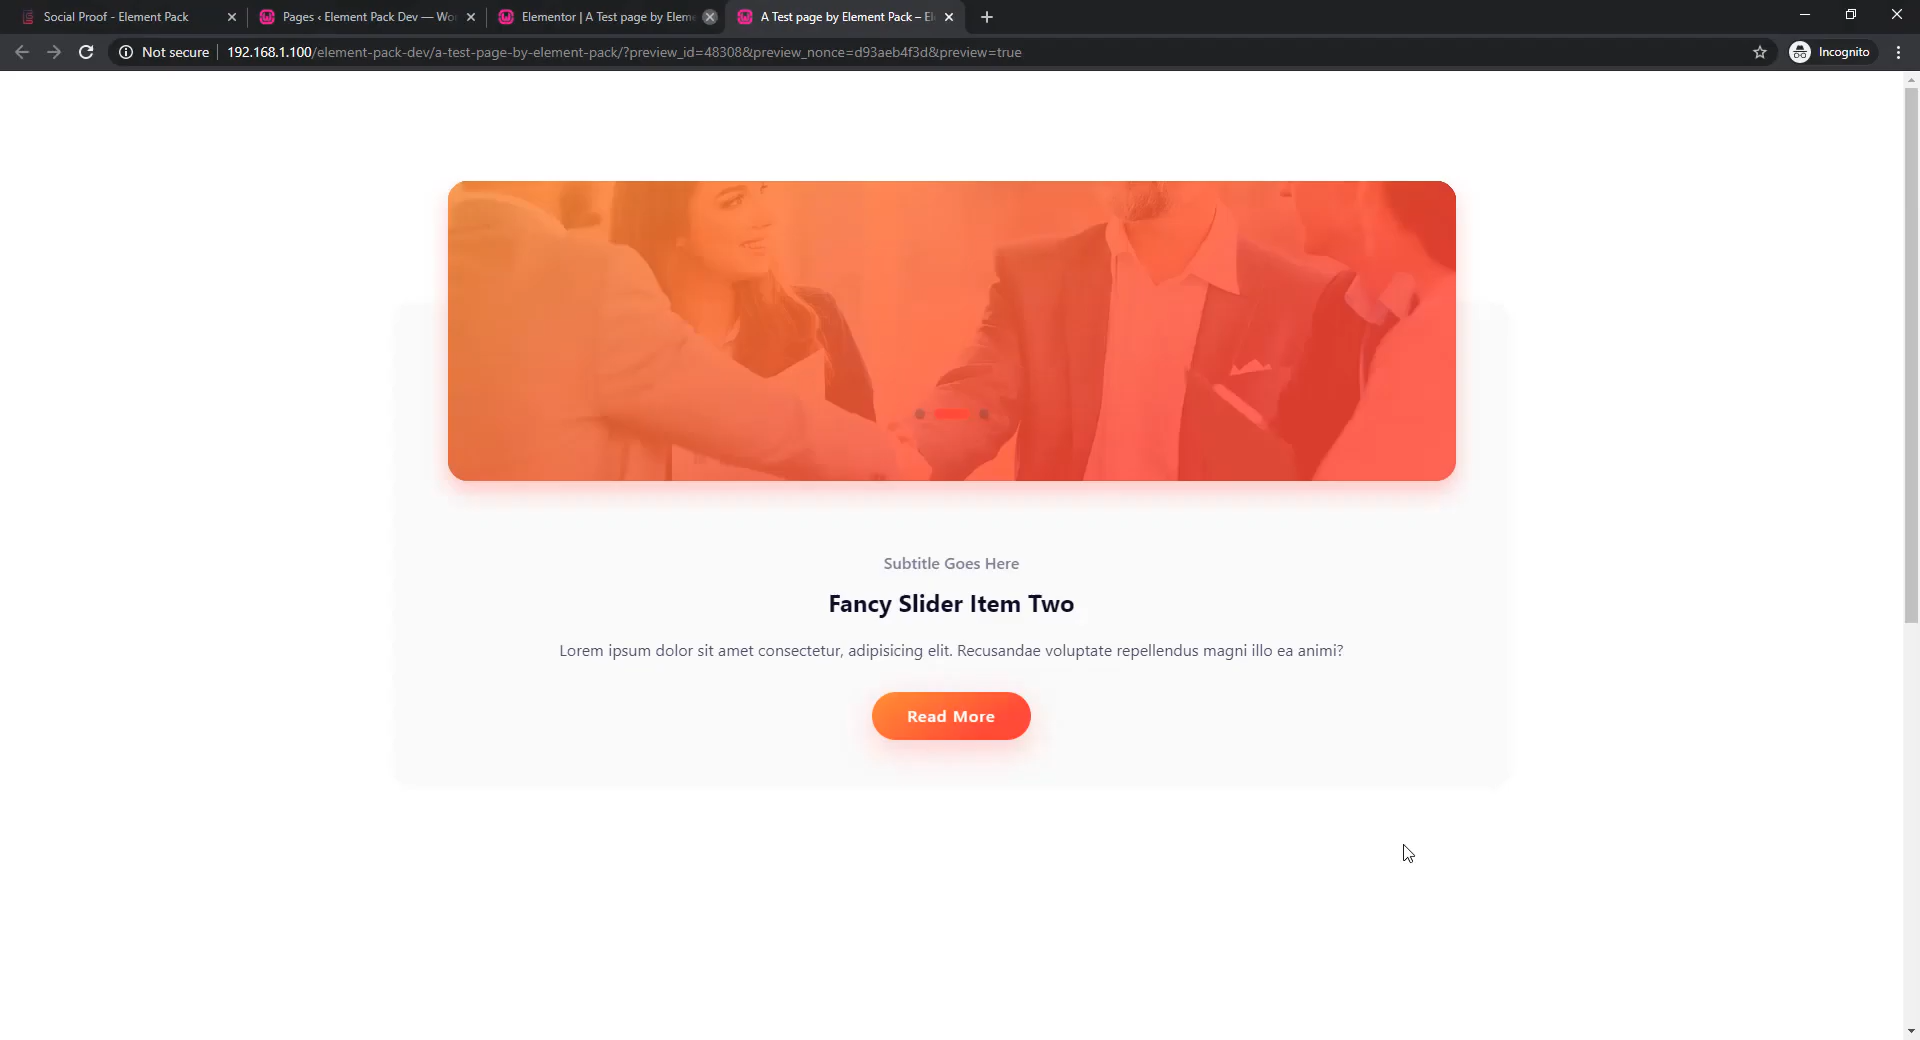 Social Proof - Element Pack
Pages ‹ Element Pack Dev — Wo
Elementor | A Test page by Eleme
A Test page by Element Pack – El
Not secure
192.168.1.100/element-pack-dev/a-test-page-by-element-pack/?preview_id=48308&preview_nonce=d93aeb4f3d&preview=true
Incognito
Subtitle Goes Here
Fancy Slider Item Two
Lorem ipsum dolor sit amet consectetur, adipisicing elit. Recusandae voluptate repellendus magni illo ea animi?
Read More